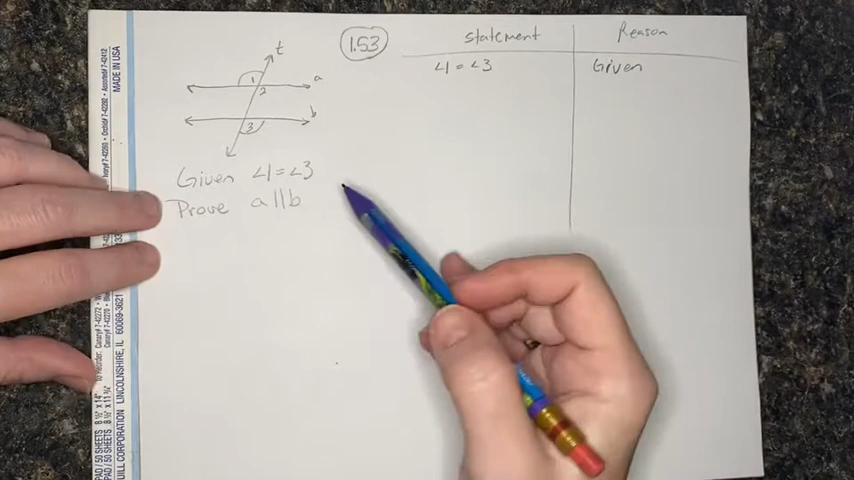 1.53
statement Reason
∠1 = ∠3 Given
t
a
1
2
b
3
Given ∠1 = ∠3
Prove a||b
MADE IN USA